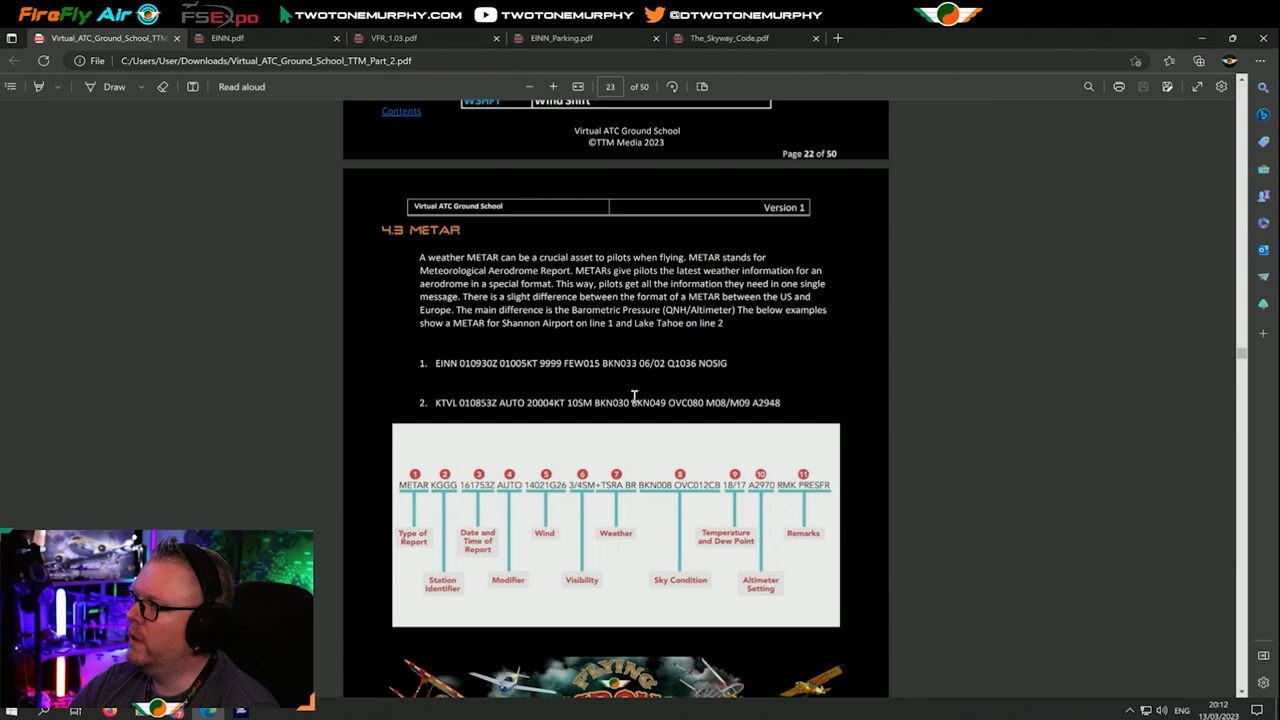 FireFly Air
FSExpo
TWOTONEMURPHY.COM
TWOTONEMURPHY
@DTWOTONEMURPHY
Virtual_ATC_Ground_School_TTM
EINN.pdf
VFR_1.03.pdf
EINN_Parking.pdf
The_Skyway_Code.pdf
File
C:/Users/User/Downloads/Virtual_ATC_Ground_School_TTM_Part_2.pdf
Draw
Read aloud
23
of 50
WSHFT
Wind Shift
Contents
Virtual ATC Ground School
©TTM Media 2023
Page 22 of 50
Virtual ATC Ground School
Version 1
4.3 METAR
A weather METAR can be a crucial asset to pilots when flying. METAR stands for
Meteorological Aerodrome Report. METARs give pilots the latest weather information for an
aerodrome in a special format. This way, pilots get all the information they need in one single
message. There is a slight difference between the format of a METAR between the US and
Europe. The main difference is the Barometric Pressure (QNH/Altimeter) The below examples
show a METAR for Shannon Airport on line 1 and Lake Tahoe on line 2
1. EINN 010930Z 01005KT 9999 FEW015 BKN033 06/02 Q1036 NOSIG
2. KTVL 010853Z AUTO 20004KT 10SM BKN030 BKN049 OVC080 M08/M09 A2948
1 2 3 4 5 6 7 8 9 10 11
METAR KGGG 161753Z AUTO 14021G26 3/4SM +TSRA BR BKN008 OVC012CB 18/17 A2970 RMK PRESFR
Type of
Report
Date and
Time of
Report
Wind
Weather
Temperature
and Dew Point
Remarks
Station
Identifier
Modifier
Visibility
Sky Condition
Altimeter
Setting
FLYING
ENG
20:12
13/03/2023